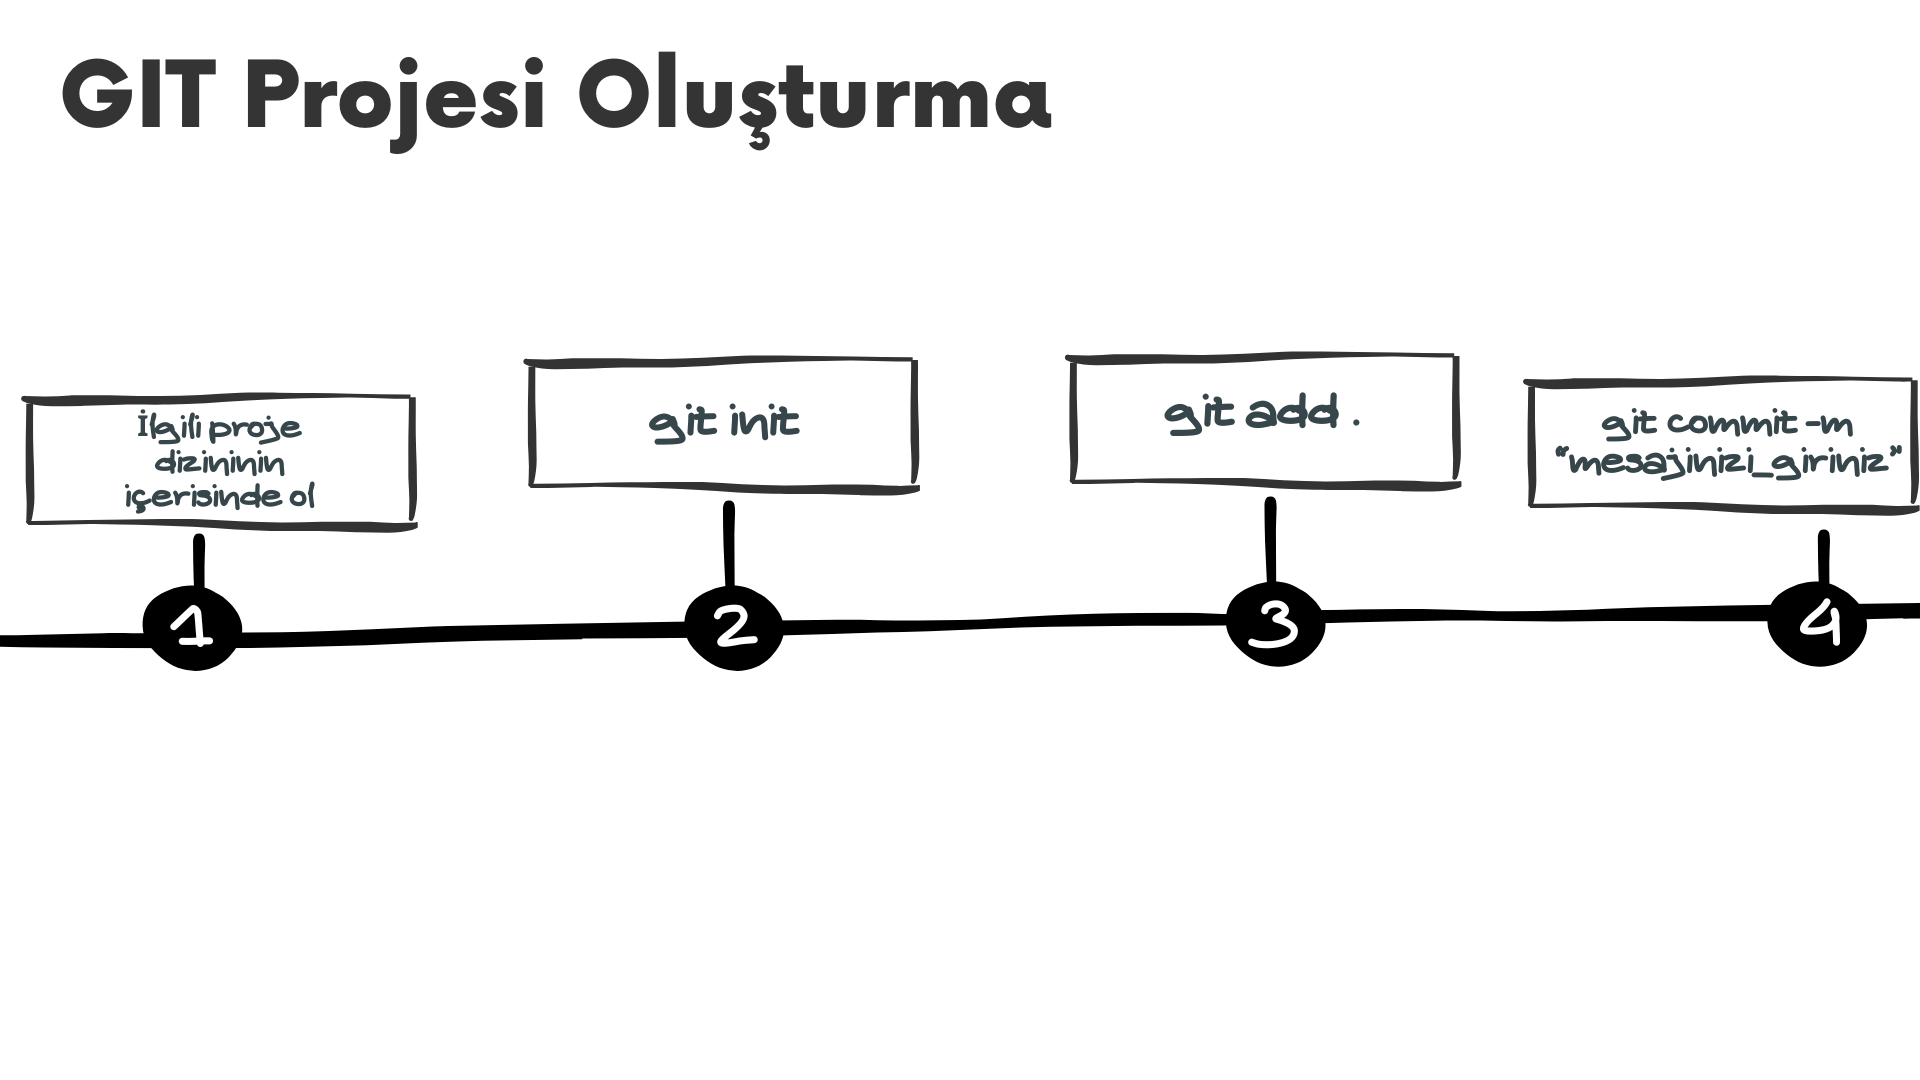 GIT Projesi Oluşturma
İlgili proje
dizininin
içerisinde ol
git init
git add .
git commit -m
"mesajinizi_giriniz"
1
2
3
4